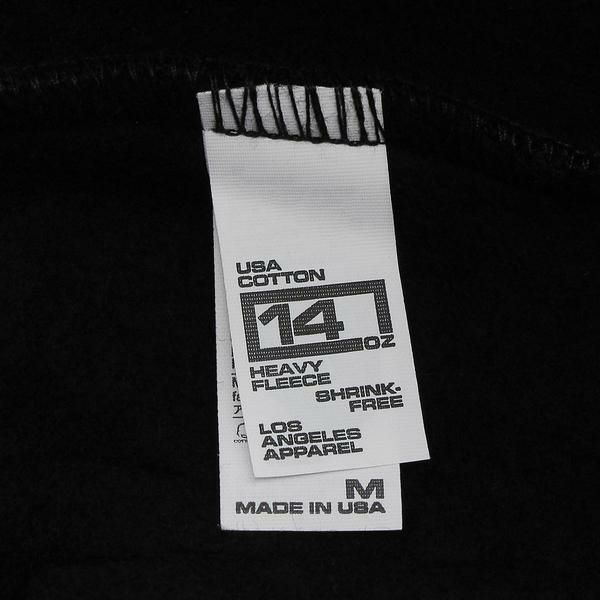 USA
COTTON
14
OZ
HEAVY
FLEECE
SHRINK-
FREE
LOS
ANGELES
APPAREL
M
MADE IN USA